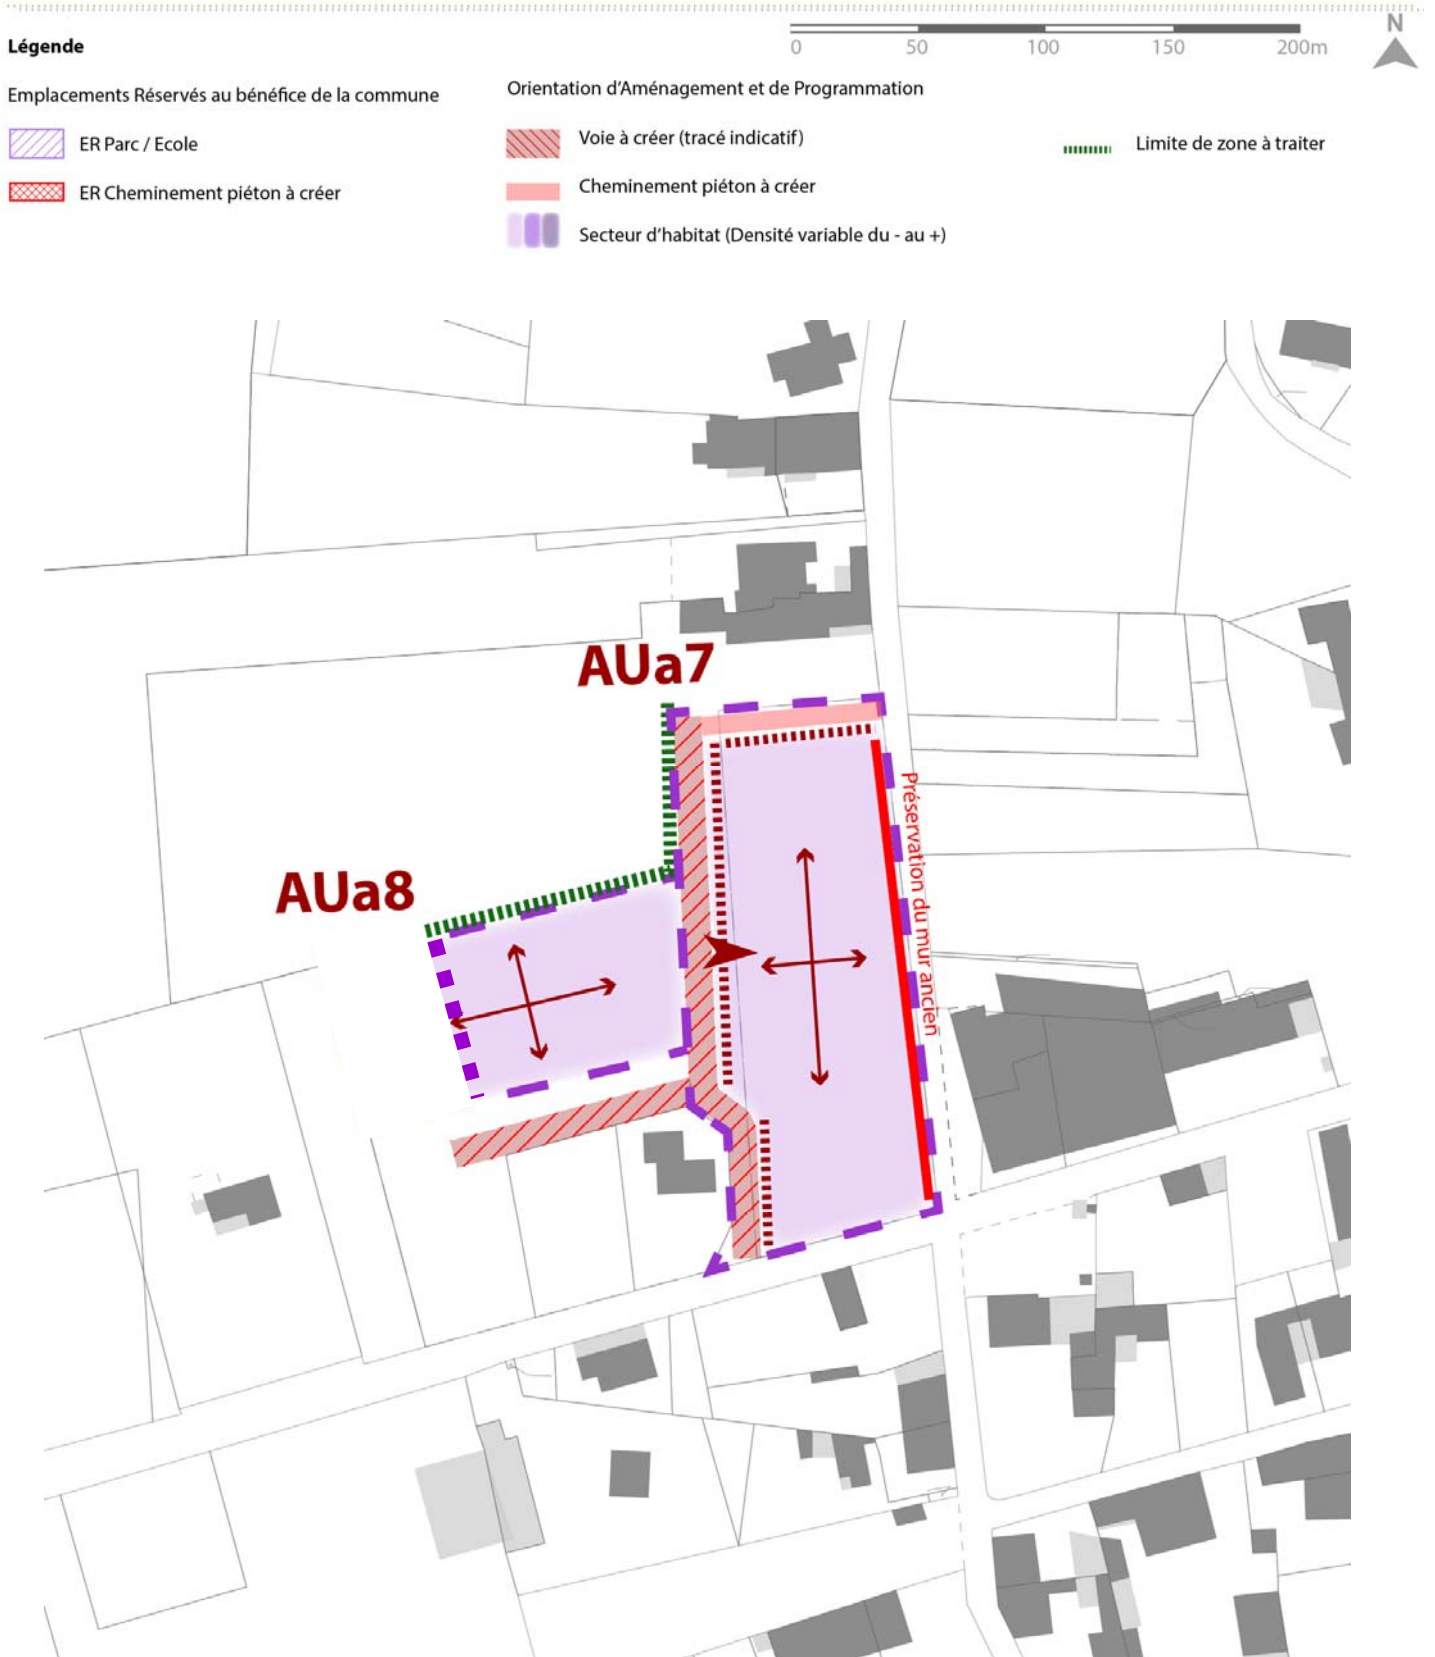 N
0 50 100 150 200m
Légende
Emplacements Réservés au bénéfice de la commune
ER Parc / Ecole
ER Cheminement piéton à créer
Orientation d'Aménagement et de Programmation
Voie à créer (tracé indicatif)
Cheminement piéton à créer
Secteur d'habitat (Densité variable du - au +)
Limite de zone à traiter
AUa7
AUa8
Préservation du mur ancien